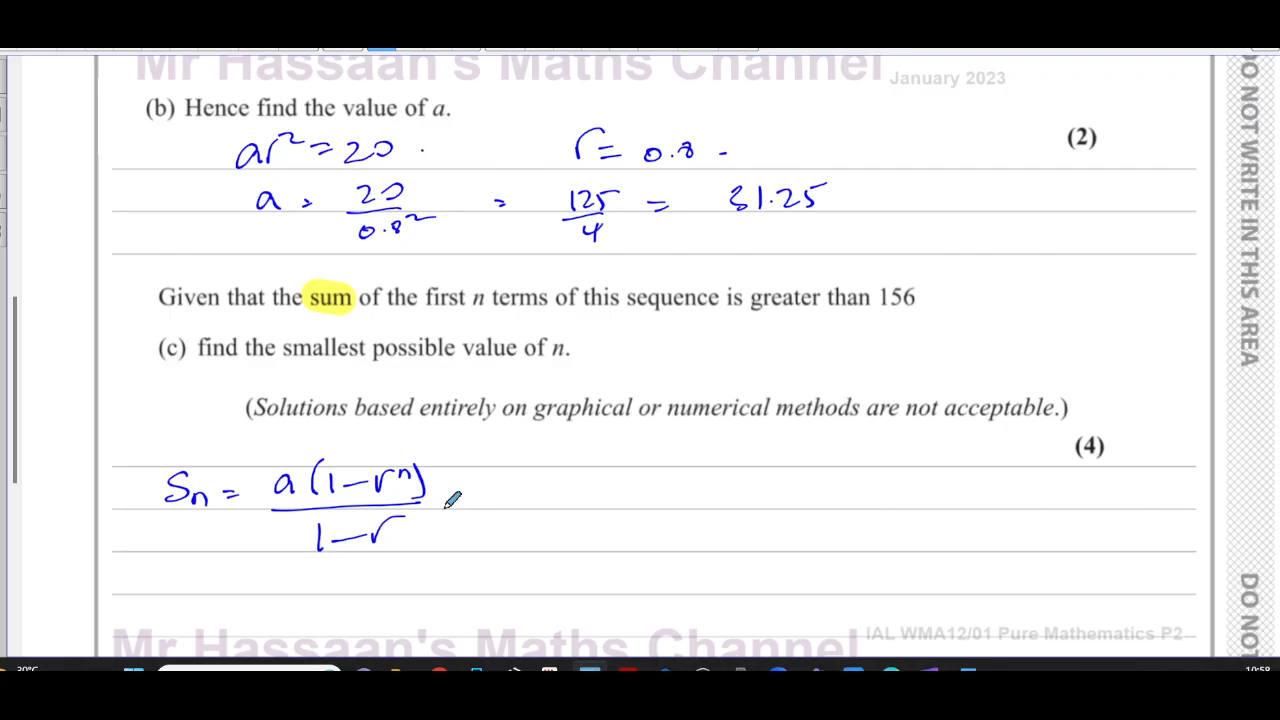 Mr Hassaan's Maths Channel
January 2023
(b) Hence find the value of a.
(2)
ar² = 20 . r = 0.8 -
a = 20/0.8² = 125/4 = 31.25
Given that the sum of the first n terms of this sequence is greater than 156
(c) find the smallest possible value of n.
(Solutions based entirely on graphical or numerical methods are not acceptable.)
(4)
Sn = a(1-rⁿ)/1-r
Mr Hassaan's Maths Channel
IAL WMA12/01 Pure Mathematics P2
DO NOT WRITE IN THIS AREA
DO NO
10:58